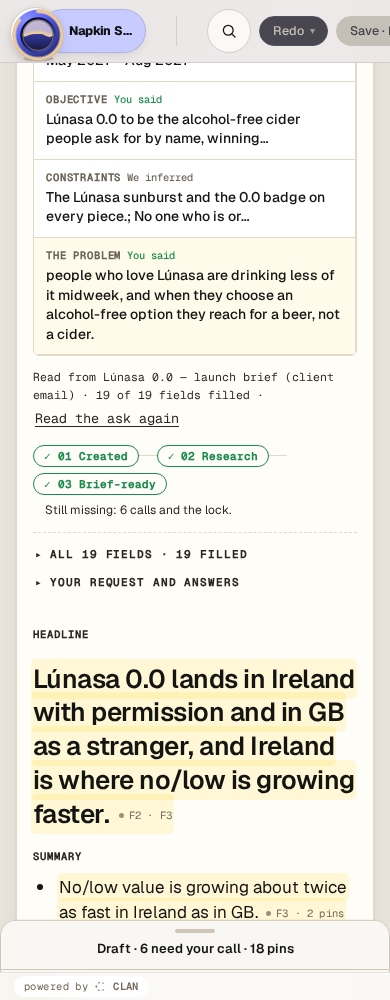 Napkin S...
Redo ▾
Save ·
May 2027 – Aug 2027
OBJECTIVE You said
Lúnasa 0.0 to be the alcohol-free cider
people ask for by name, winning...
CONSTRAINTS We inferred
The Lúnasa sunburst and the 0.0 badge on
every piece.; No one who is or...
THE PROBLEM You said
people who love Lúnasa are drinking less of
it midweek, and when they choose an
alcohol-free option they reach for a beer, not
a cider.
Read from Lúnasa 0.0 — launch brief (client
email) · 19 of 19 fields filled ·
Read the ask again
✓ 01 Created
✓ 02 Research
✓ 03 Brief-ready
Still missing: 6 calls and the lock.
▸ ALL 19 FIELDS · 19 FILLED
▸ YOUR REQUEST AND ANSWERS
HEADLINE
Lúnasa 0.0 lands in Ireland
with permission and in GB
as a stranger, and Ireland
is where no/low is growing
faster. ● F2 · F3
SUMMARY
• No/low value is growing about twice
as fast in Ireland as in GB. ● F3 · 2 pins
Draft · 6 need your call · 18 pins
powered by CLAN